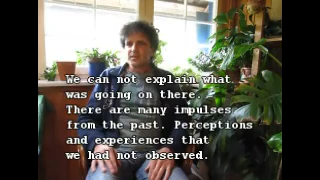 We can not explain what
was going on there.
There are many impulses
from the past. Perceptions
and experiences that
we had not observed.